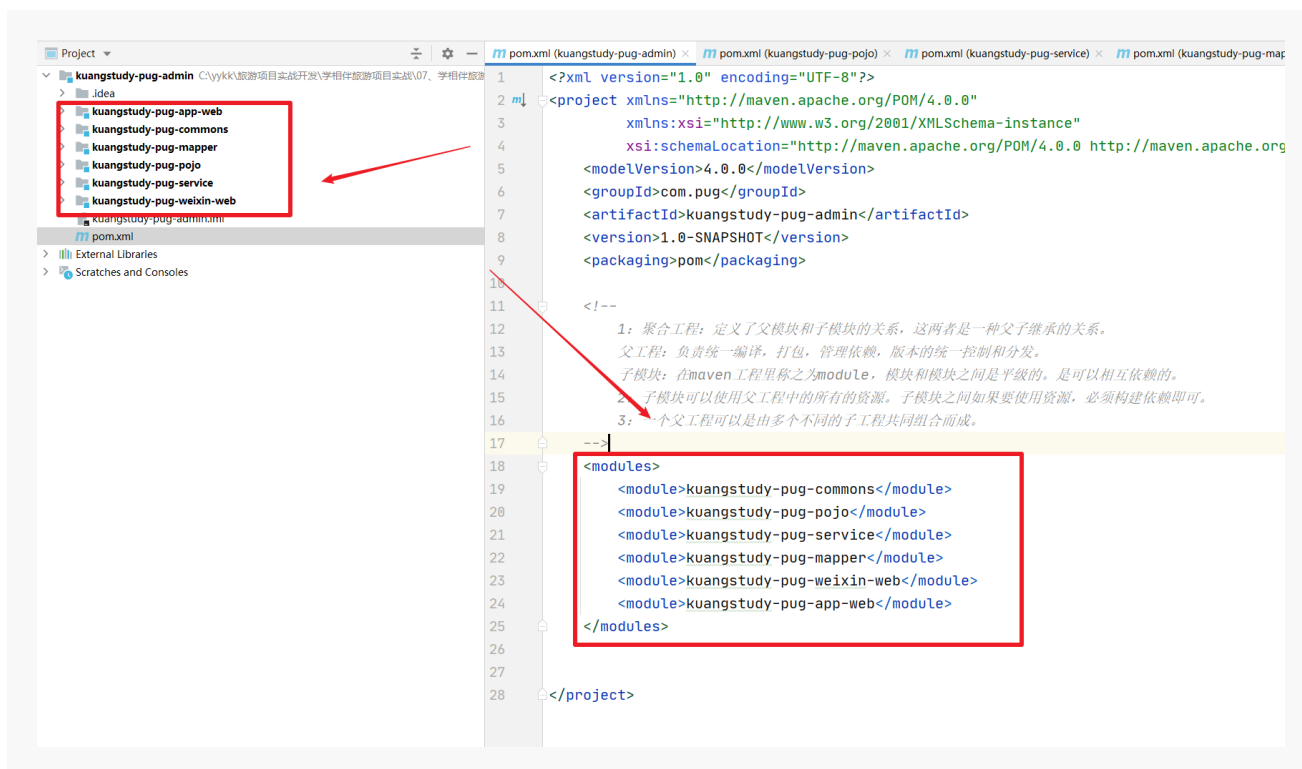 Project
kuangstudy-pug-admin C:\yykk\旅游项目实战开发\学相伴旅游项目实战\07、学相伴旅游
.idea
kuangstudy-pug-app-web
kuangstudy-pug-commons
kuangstudy-pug-mapper
kuangstudy-pug-pojo
kuangstudy-pug-service
kuangstudy-pug-weixin-web
kuangstudy-pug-admin.iml
pom.xml
External Libraries
Scratches and Consoles
pom.xml (kuangstudy-pug-admin) pom.xml (kuangstudy-pug-pojo) pom.xml (kuangstudy-pug-service) pom.xml (kuangstudy-pug-map
1 <?xml version="1.0" encoding="UTF-8"?>
2 <project xmlns="http://maven.apache.org/POM/4.0.0"
3 xmlns:xsi="http://www.w3.org/2001/XMLSchema-instance"
4 xsi:schemaLocation="http://maven.apache.org/POM/4.0.0 http://maven.apache.org
5 <modelVersion>4.0.0</modelVersion>
6 <groupId>com.pug</groupId>
7 <artifactId>kuangstudy-pug-admin</artifactId>
8 <version>1.0-SNAPSHOT</version>
9 <packaging>pom</packaging>
10
11 <!--
12 1: 聚合工程: 定义了父模块和子模块的关系，这两者是一种父子继承的关系。
13 父工程: 负责统一编译，打包，管理依赖，版本的统一控制和分发。
14 子模块: 在maven工程里称之为module，模块和模块之间是平级的。是可以相互依赖的。
15 2: 子模块可以使用父工程中的所有的资源。子模块之间如果要使用资源，必须构建依赖即可。
16 3: 一个父工程可以是由多个不同的子工程共同组合而成。
17 -->
18 <modules>
19 <module>kuangstudy-pug-commons</module>
20 <module>kuangstudy-pug-pojo</module>
21 <module>kuangstudy-pug-service</module>
22 <module>kuangstudy-pug-mapper</module>
23 <module>kuangstudy-pug-weixin-web</module>
24 <module>kuangstudy-pug-app-web</module>
25 </modules>
26
27
28 </project>